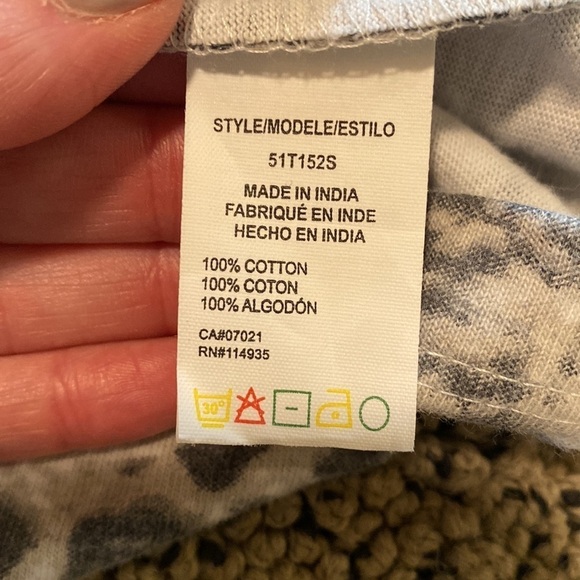 STYLE/MODELE/ESTILO
51T152S
MADE IN INDIA
FABRIQUÉ EN INDE
HECHO EN INDIA
100% COTTON
100% COTON
100% ALGODÓN
CA#07021
RN#114935
30°